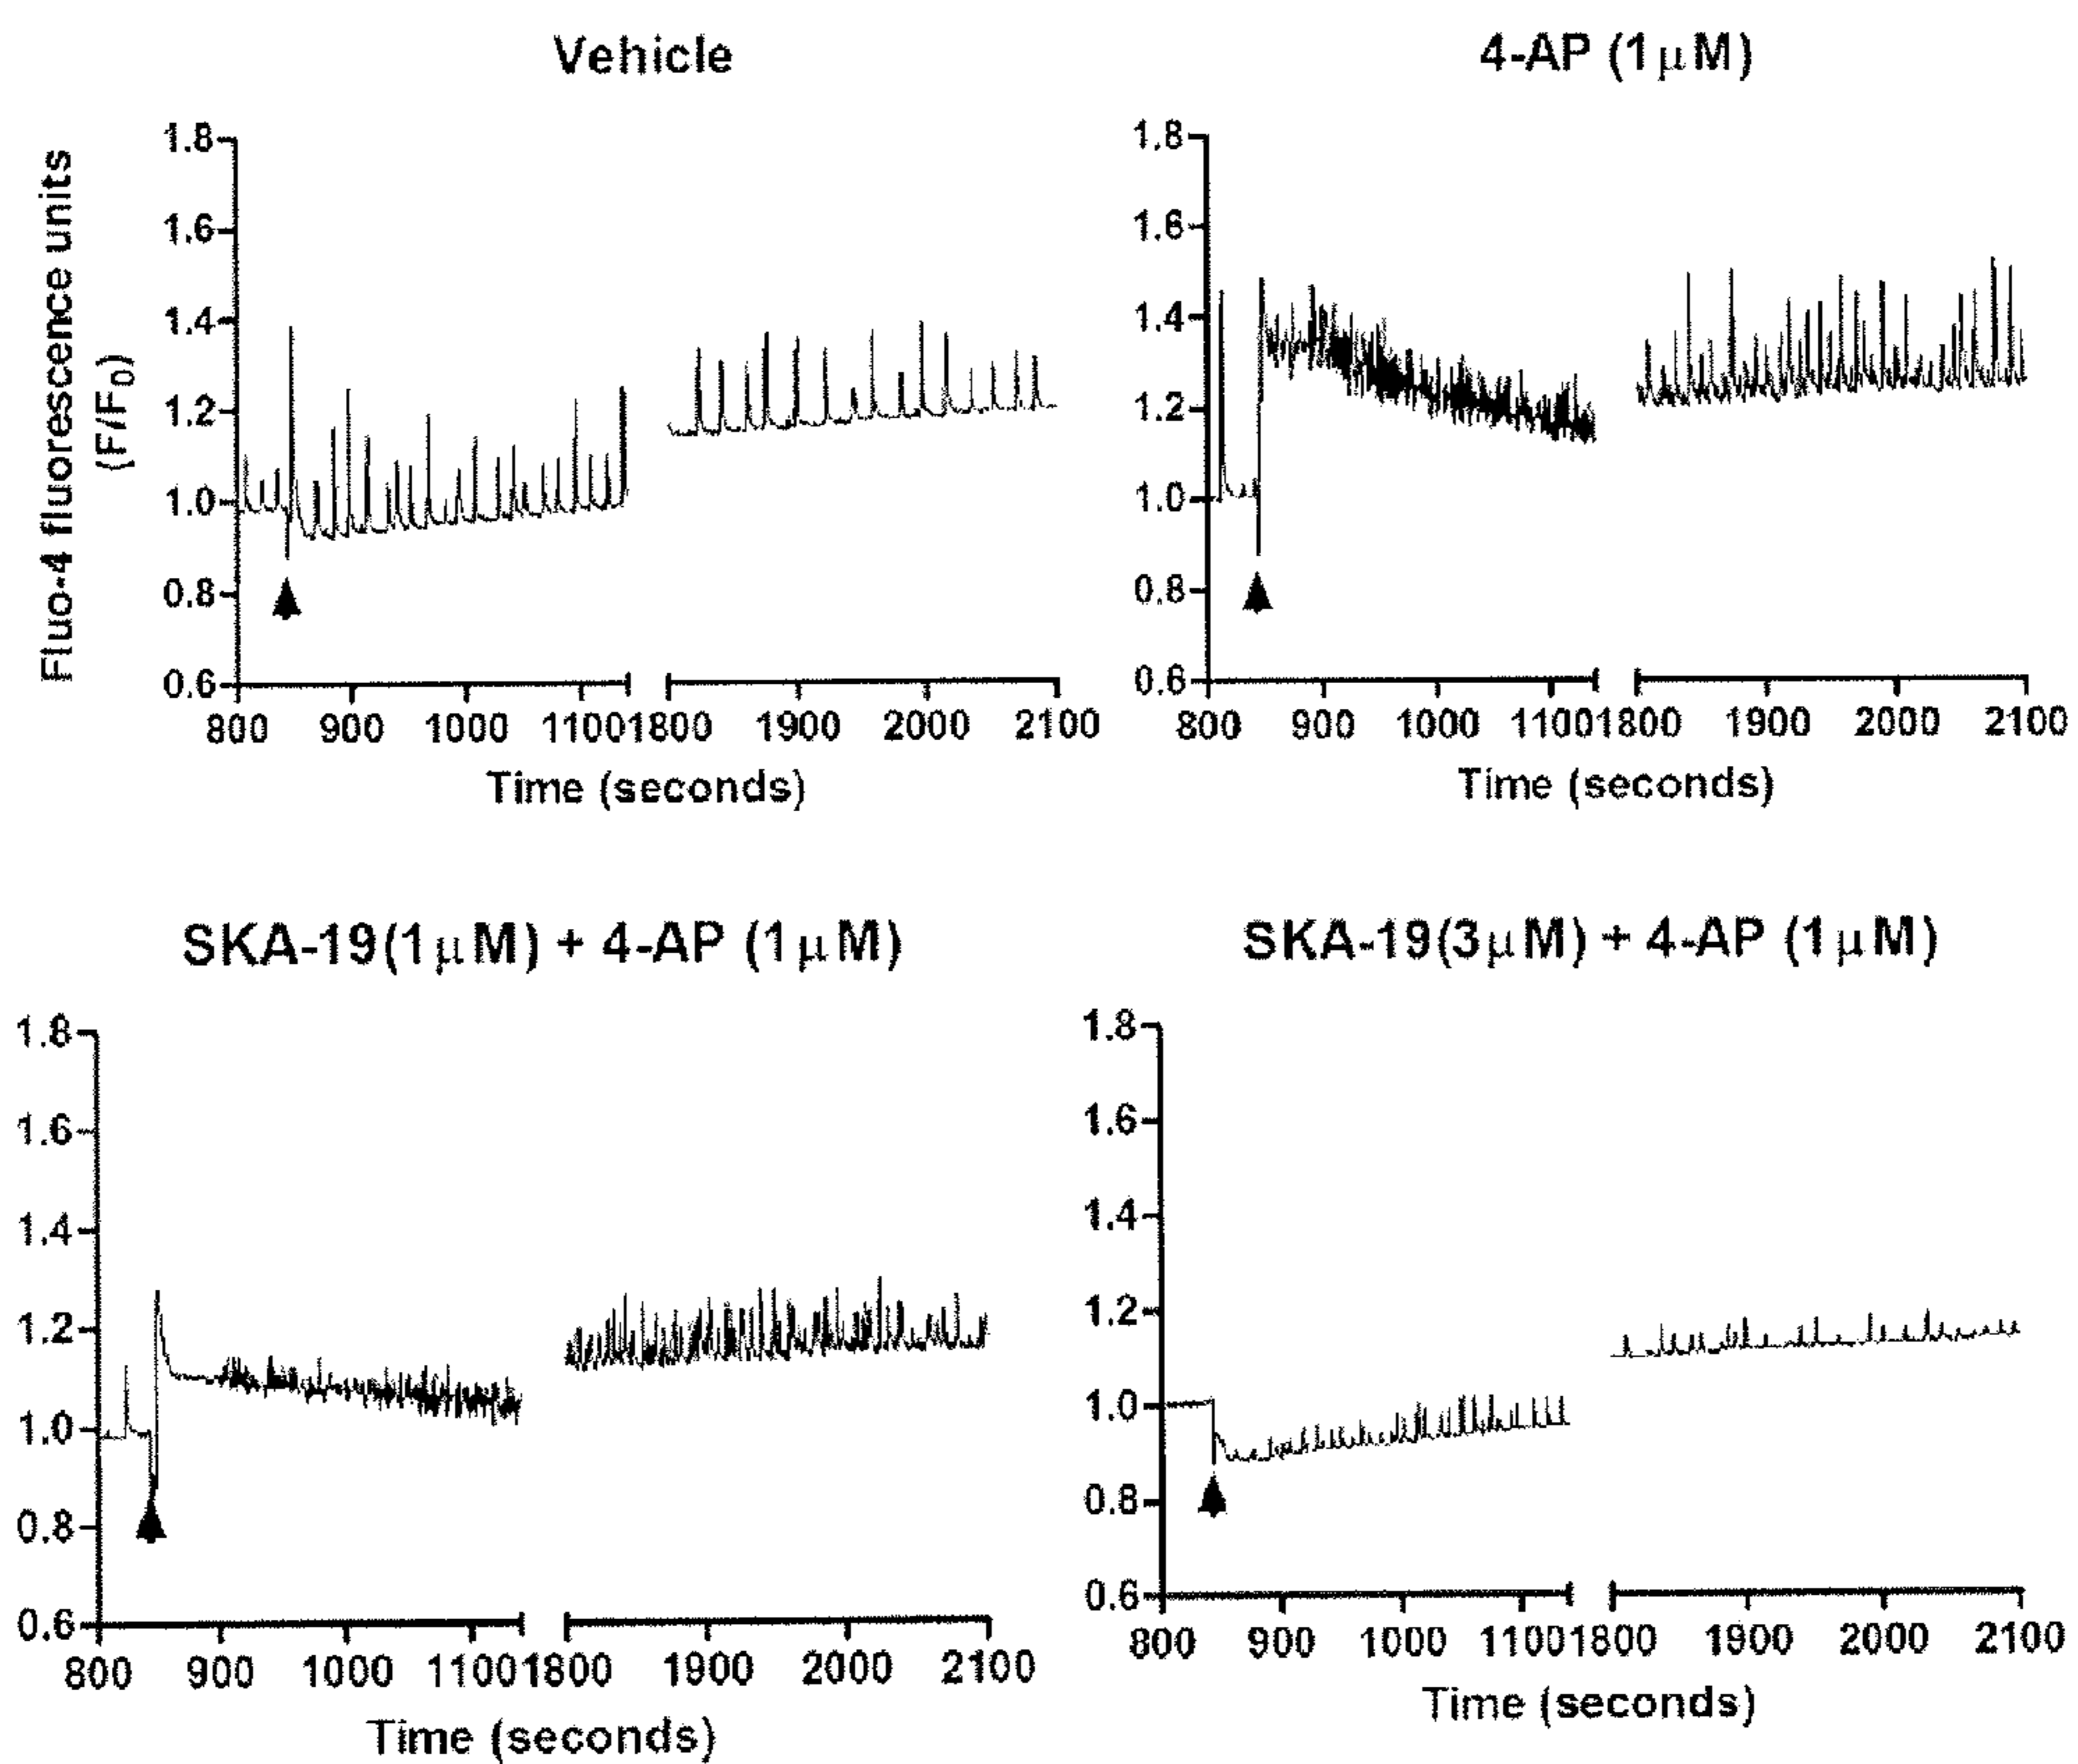 Vehicle
Fluo-4 fluorescence units
(F/F0)
1.8
1.6
1.4
1.2
1.0
0.8
0.6
800 900 1000 1100 1800 1900 2000 2100
Time (seconds)
4-AP (1μM)
1.8
1.6
1.4
1.2
1.0
0.8
0.6
800 900 1000 1100 1800 1900 2000 2100
Time (seconds)
SKA-19(1μM) + 4-AP (1μM)
1.8
1.6
1.4
1.2
1.0
0.8
0.6
800 900 1000 1100 1800 1900 2000 2100
Time (seconds)
SKA-19(3μM) + 4-AP (1μM)
1.8
1.6
1.4
1.2
1.0
0.8
0.6
800 900 1000 1100 1800 1900 2000 2100
Time (seconds)